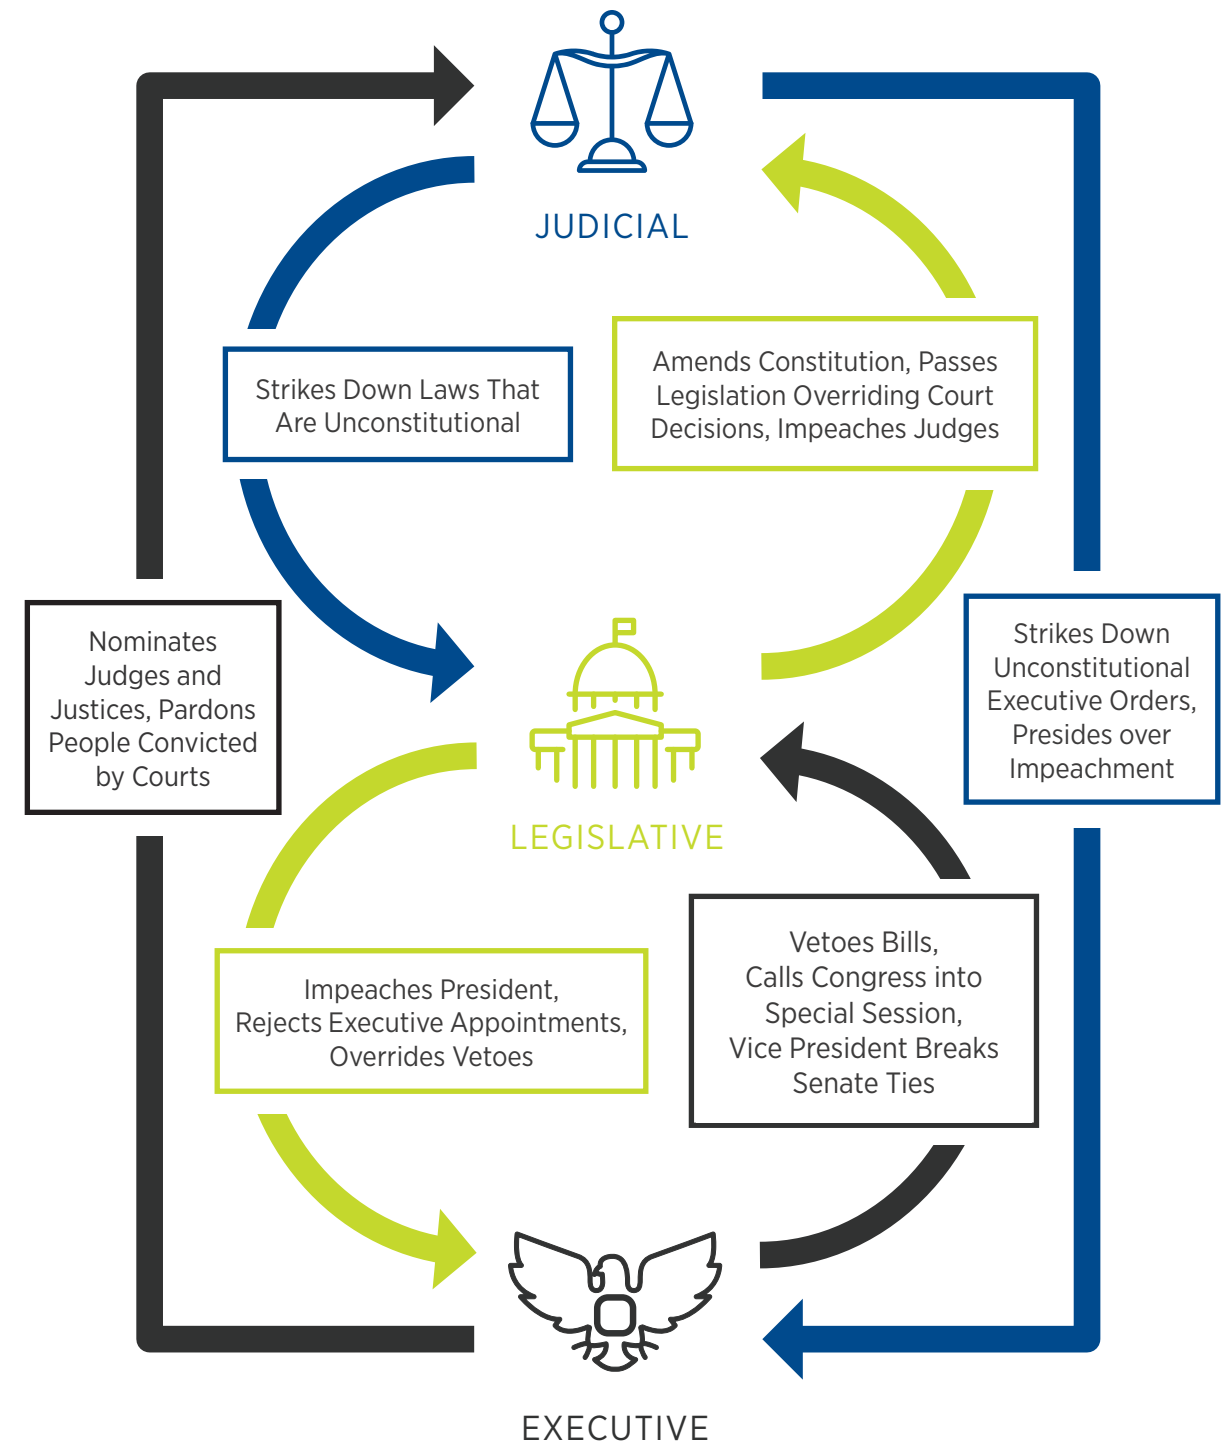 JUDICIAL
Strikes Down Laws That
Are Unconstitutional
Amends Constitution, Passes
Legislation Overriding Court
Decisions, Impeaches Judges
Nominates
Judges and
Justices, Pardons
People Convicted
by Courts
Strikes Down
Unconstitutional
Executive Orders,
Presides over
Impeachment
LEGISLATIVE
Impeaches President,
Rejects Executive Appointments,
Overrides Vetoes
Vetoes Bills,
Calls Congress into
Special Session,
Vice President Breaks
Senate Ties
EXECUTIVE